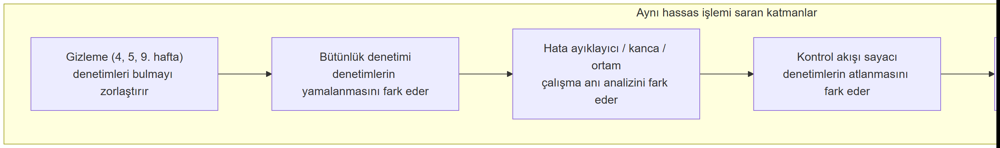 Aynı hassas işlemi saran katmanlar
Gizleme (4, 5, 9. hafta)
denetimleri bulmayı
zorlaştırır
Bütünlük denetimi
denetimlerin
yamalanmasını fark eder
Hata ayıklayıcı / kanca /
ortam
çalışma anı analizini fark
eder
Kontrol akışı sayacı
denetimlerin atlanmasını
fark eder